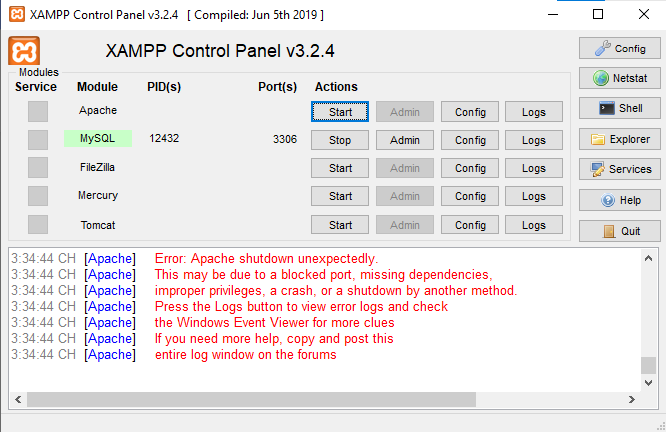 XAMPP Control Panel v3.2.4 [ Compiled: Jun 5th 2019 ]
XAMPP Control Panel v3.2.4
Config
Modules
Service Module PID(s) Port(s) Actions
Apache Start Admin Config Logs
Netstat
Shell
MySQL 12432 3306 Stop Admin Config Logs
Explorer
FileZilla Start Admin Config Logs
Services
Mercury Start Admin Config Logs
Help
Tomcat Start Admin Config Logs
Quit
3:34:44 CH [Apache] Error: Apache shutdown unexpectedly.
3:34:44 CH [Apache] This may be due to a blocked port, missing dependencies,
3:34:44 CH [Apache] improper privileges, a crash, or a shutdown by another method.
3:34:44 CH [Apache] Press the Logs button to view error logs and check
3:34:44 CH [Apache] the Windows Event Viewer for more clues
3:34:44 CH [Apache] If you need more help, copy and post this
3:34:44 CH [Apache] entire log window on the forums